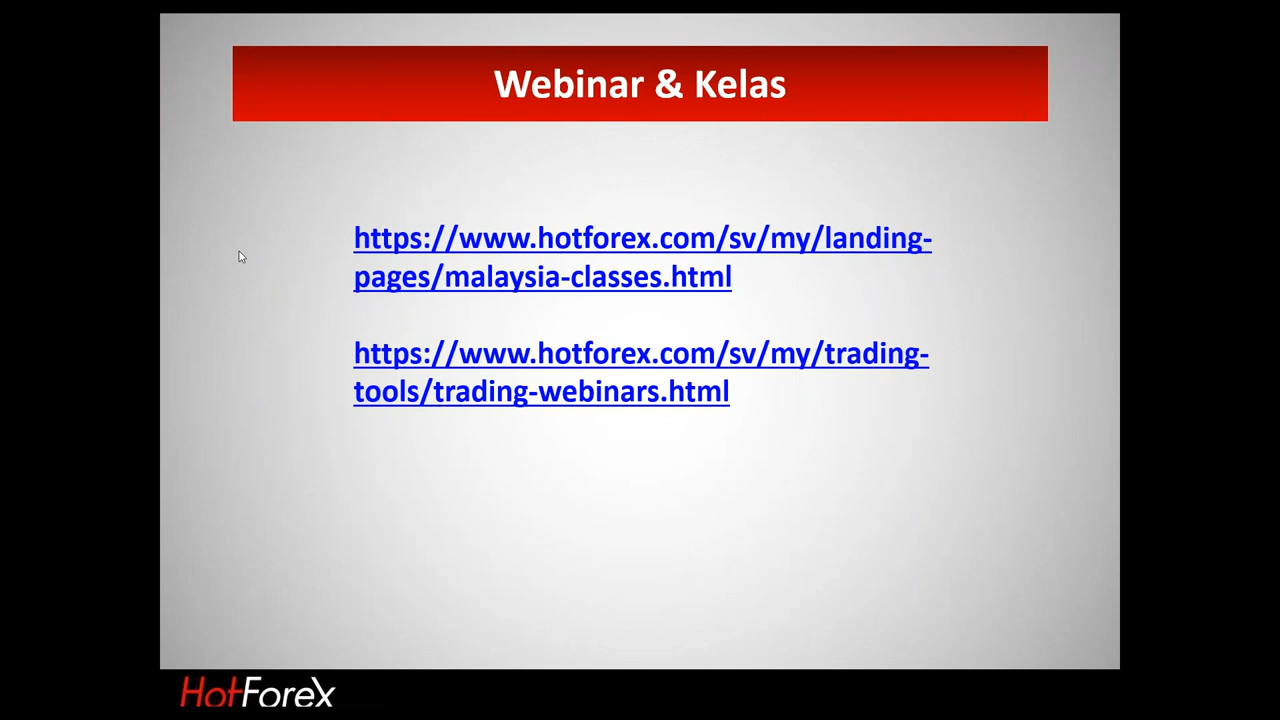 Webinar & Kelas
https://www.hotforex.com/sv/my/landing-
pages/malaysia-classes.html
https://www.hotforex.com/sv/my/trading-
tools/trading-webinars.html
HotForex